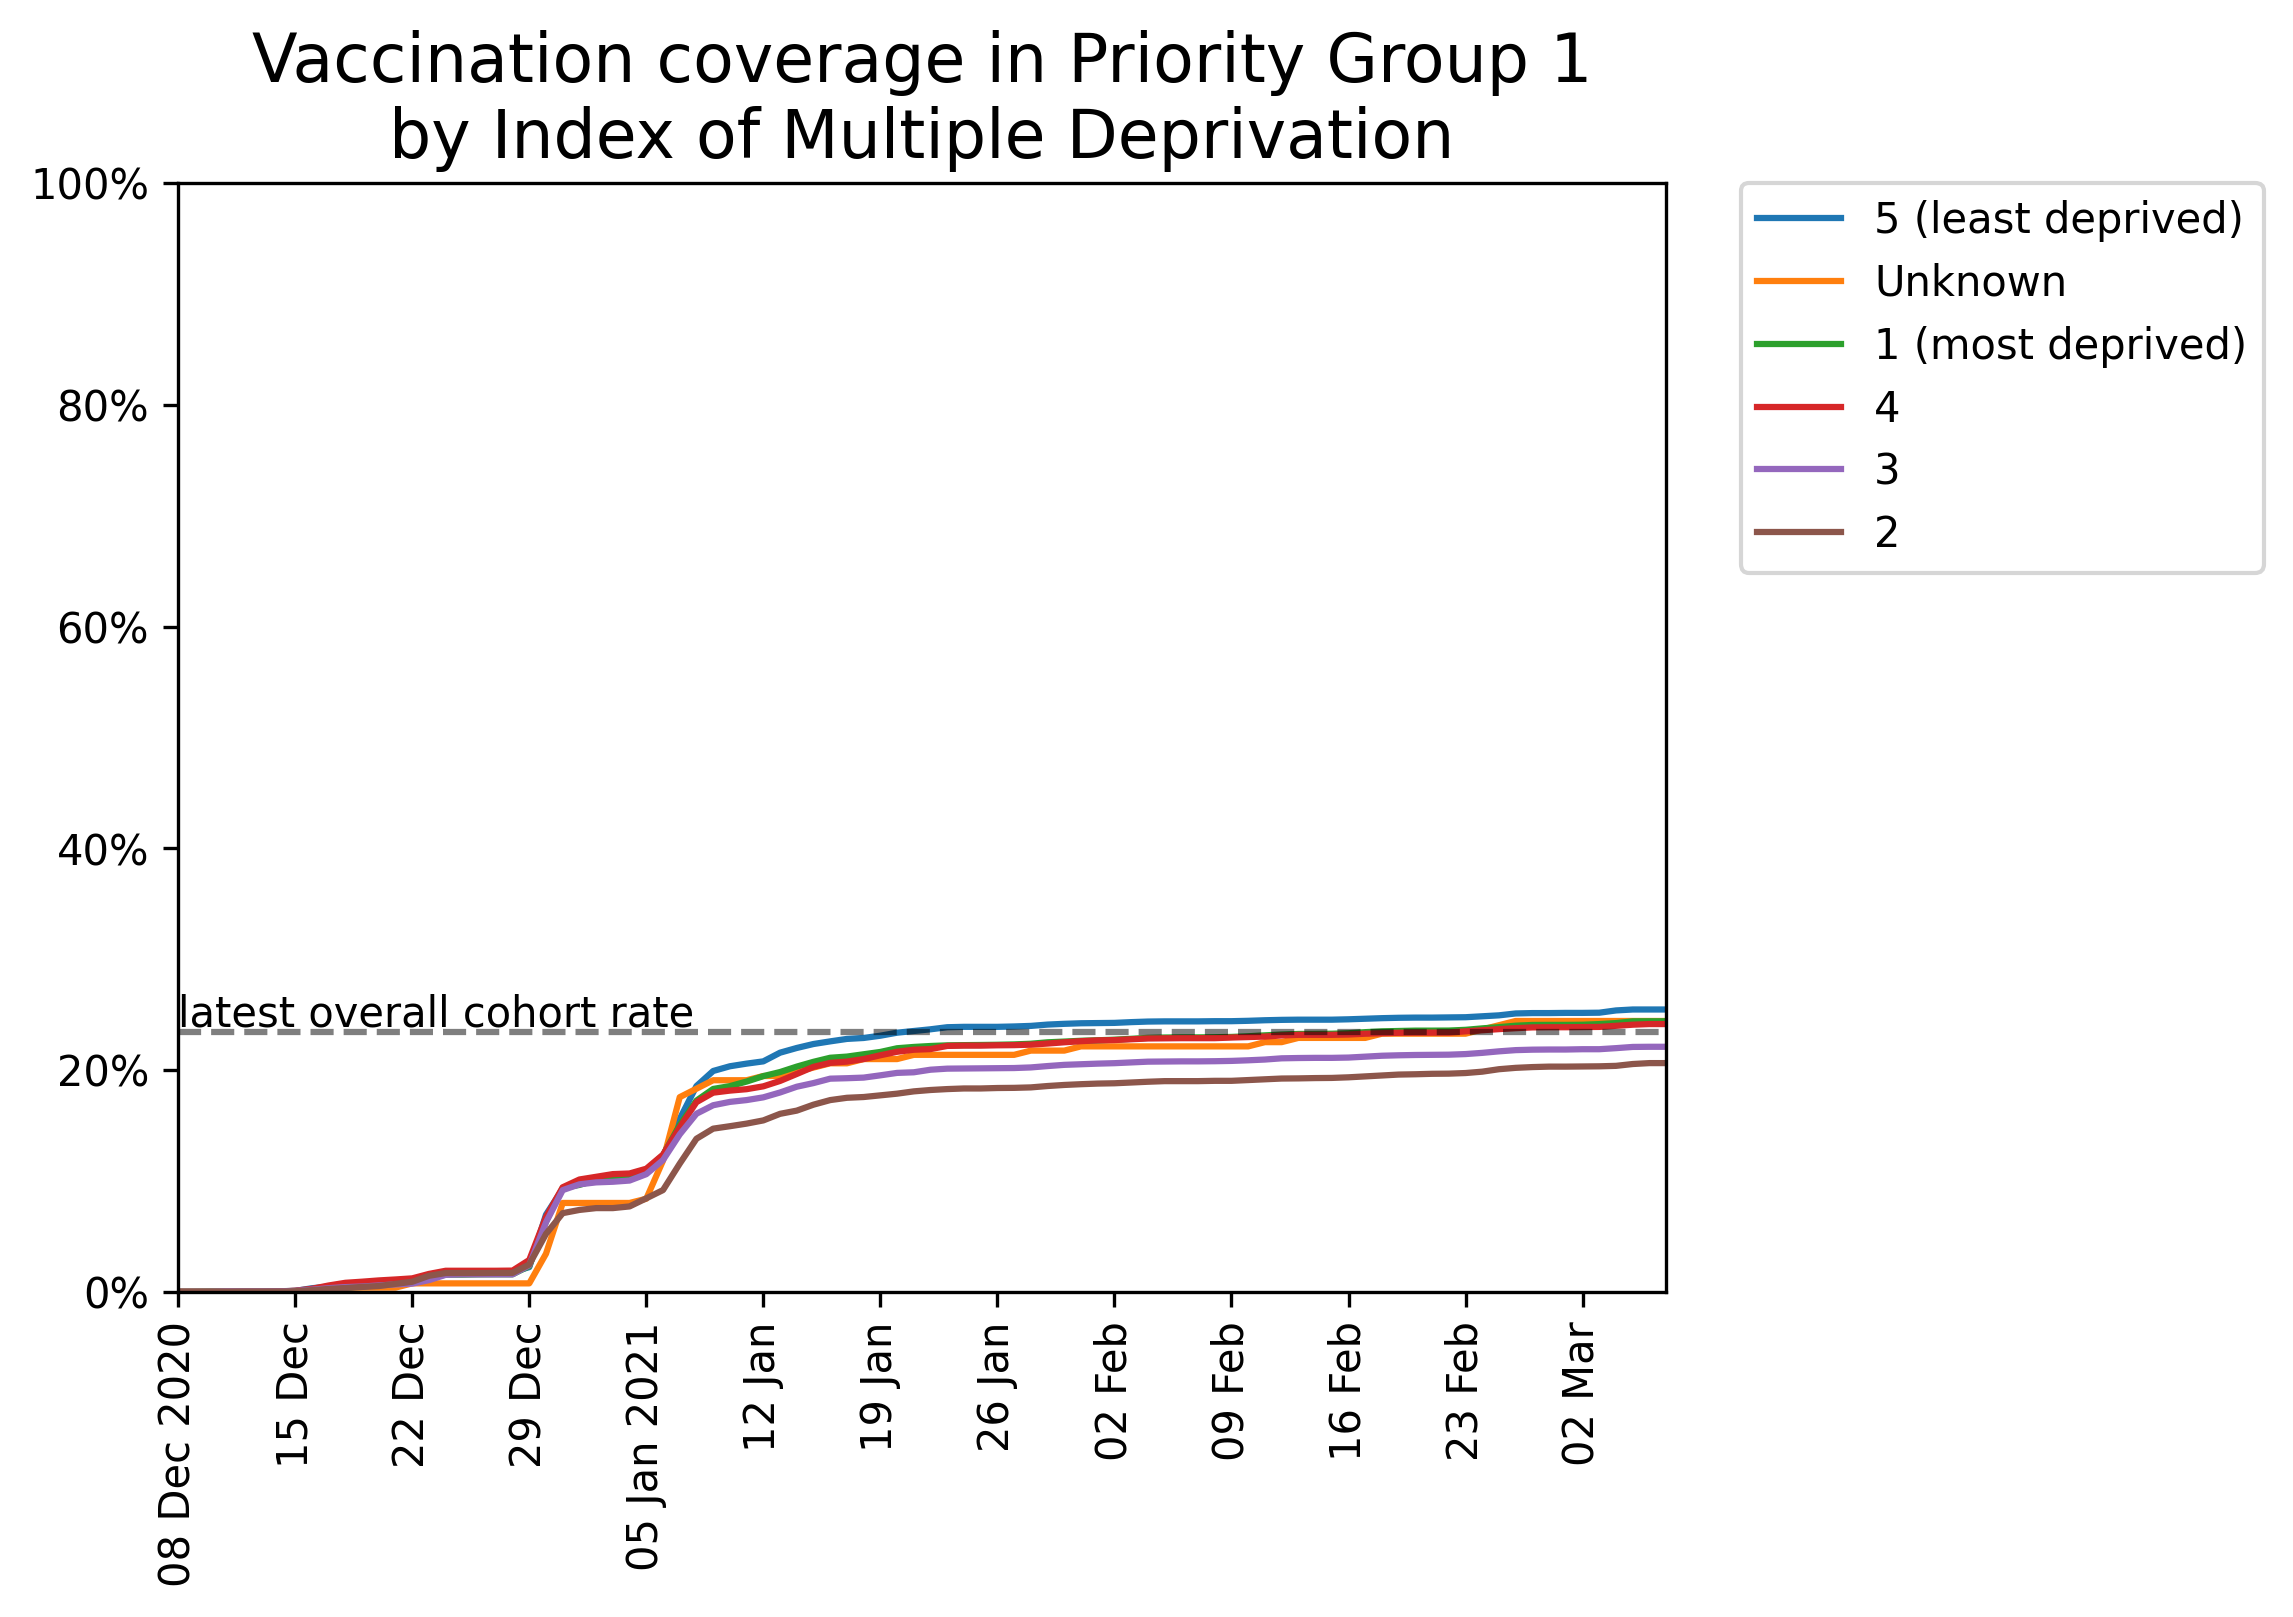 Vaccination coverage in Priority Group 1
by Index of Multiple Deprivation
100%
80%
60%
40%
20%
0%
latest overall cohort rate
08 Dec 2020
15 Dec
22 Dec
29 Dec
05 Jan 2021
12 Jan
19 Jan
26 Jan
02 Feb
09 Feb
16 Feb
23 Feb
02 Mar
5 (least deprived)
Unknown
1 (most deprived)
4
3
2